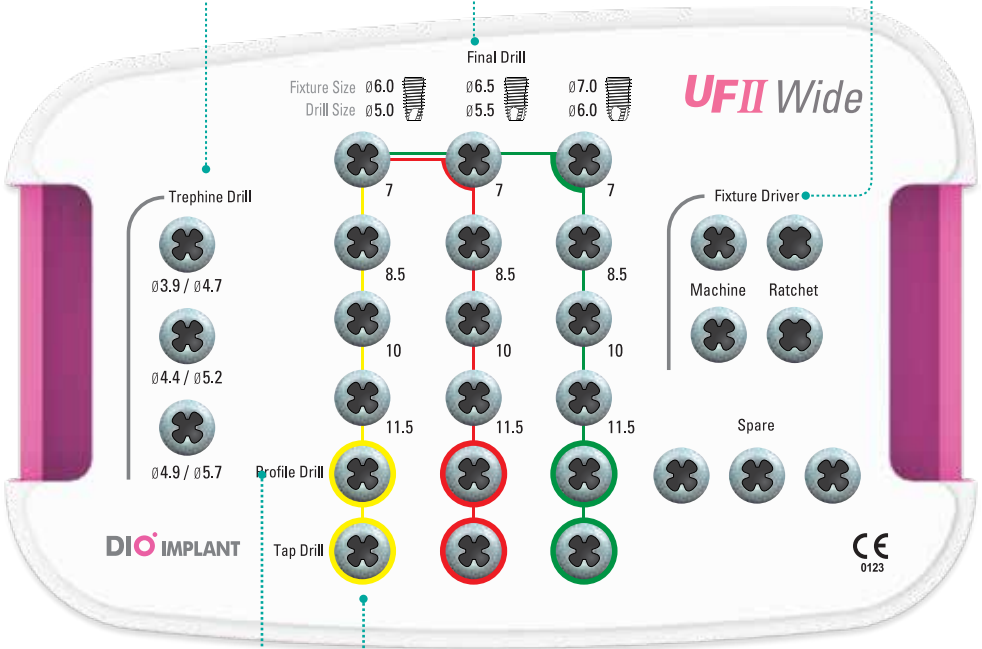 Final Drill
Fixture Size Ø6.0 Ø6.5 Ø7.0
Drill Size Ø5.0 Ø5.5 Ø6.0
UFII Wide
Trephine Drill
Ø3.9 / Ø4.7
Ø4.4 / Ø5.2
Ø4.9 / Ø5.7
7 7 7
8.5 8.5 8.5
10 10 10
11.5 11.5 11.5
Profile Drill
Tap Drill
Fixture Driver
Machine Ratchet
Spare
DIO IMPLANT
CE
0123